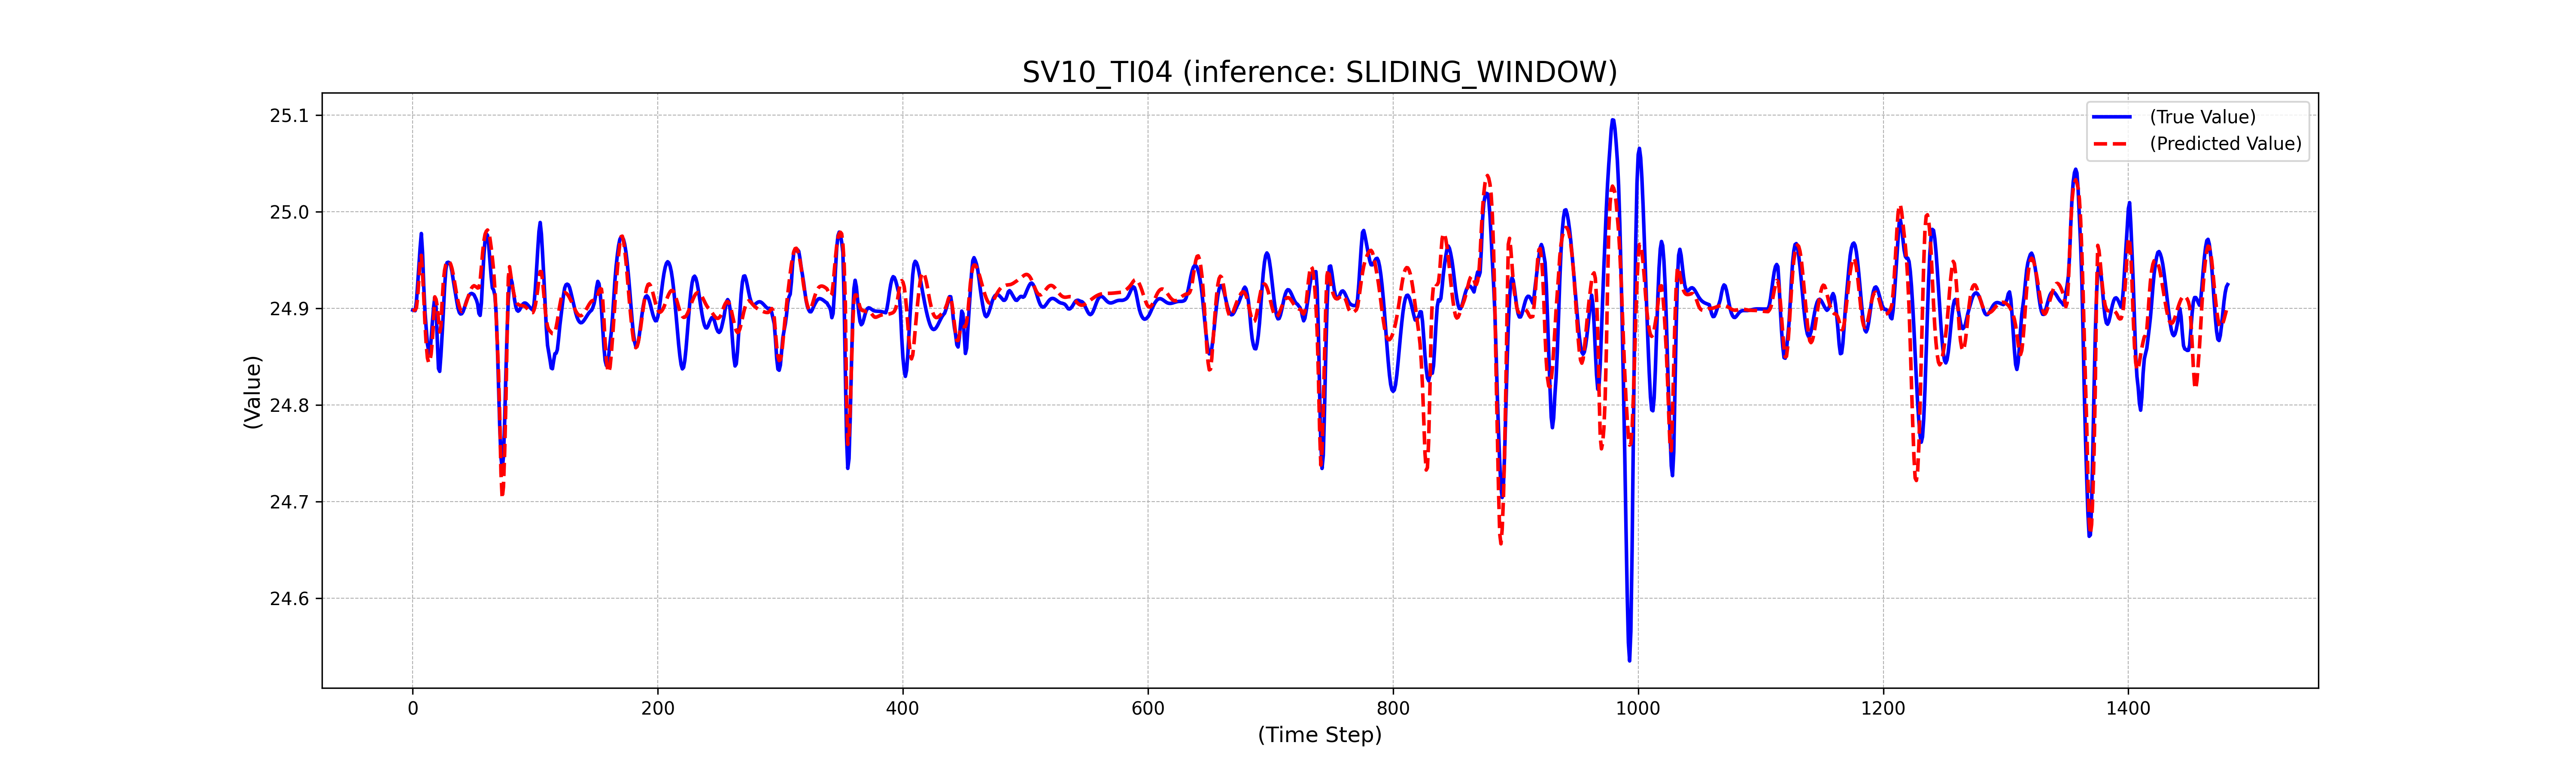 SV10_TI04 (inference: SLIDING_WINDOW)
(True Value)
(Predicted Value)
(Value)
25.1
25.0
24.9
24.8
24.7
24.6
0 200 400 600 800 1000 1200 1400
(Time Step)